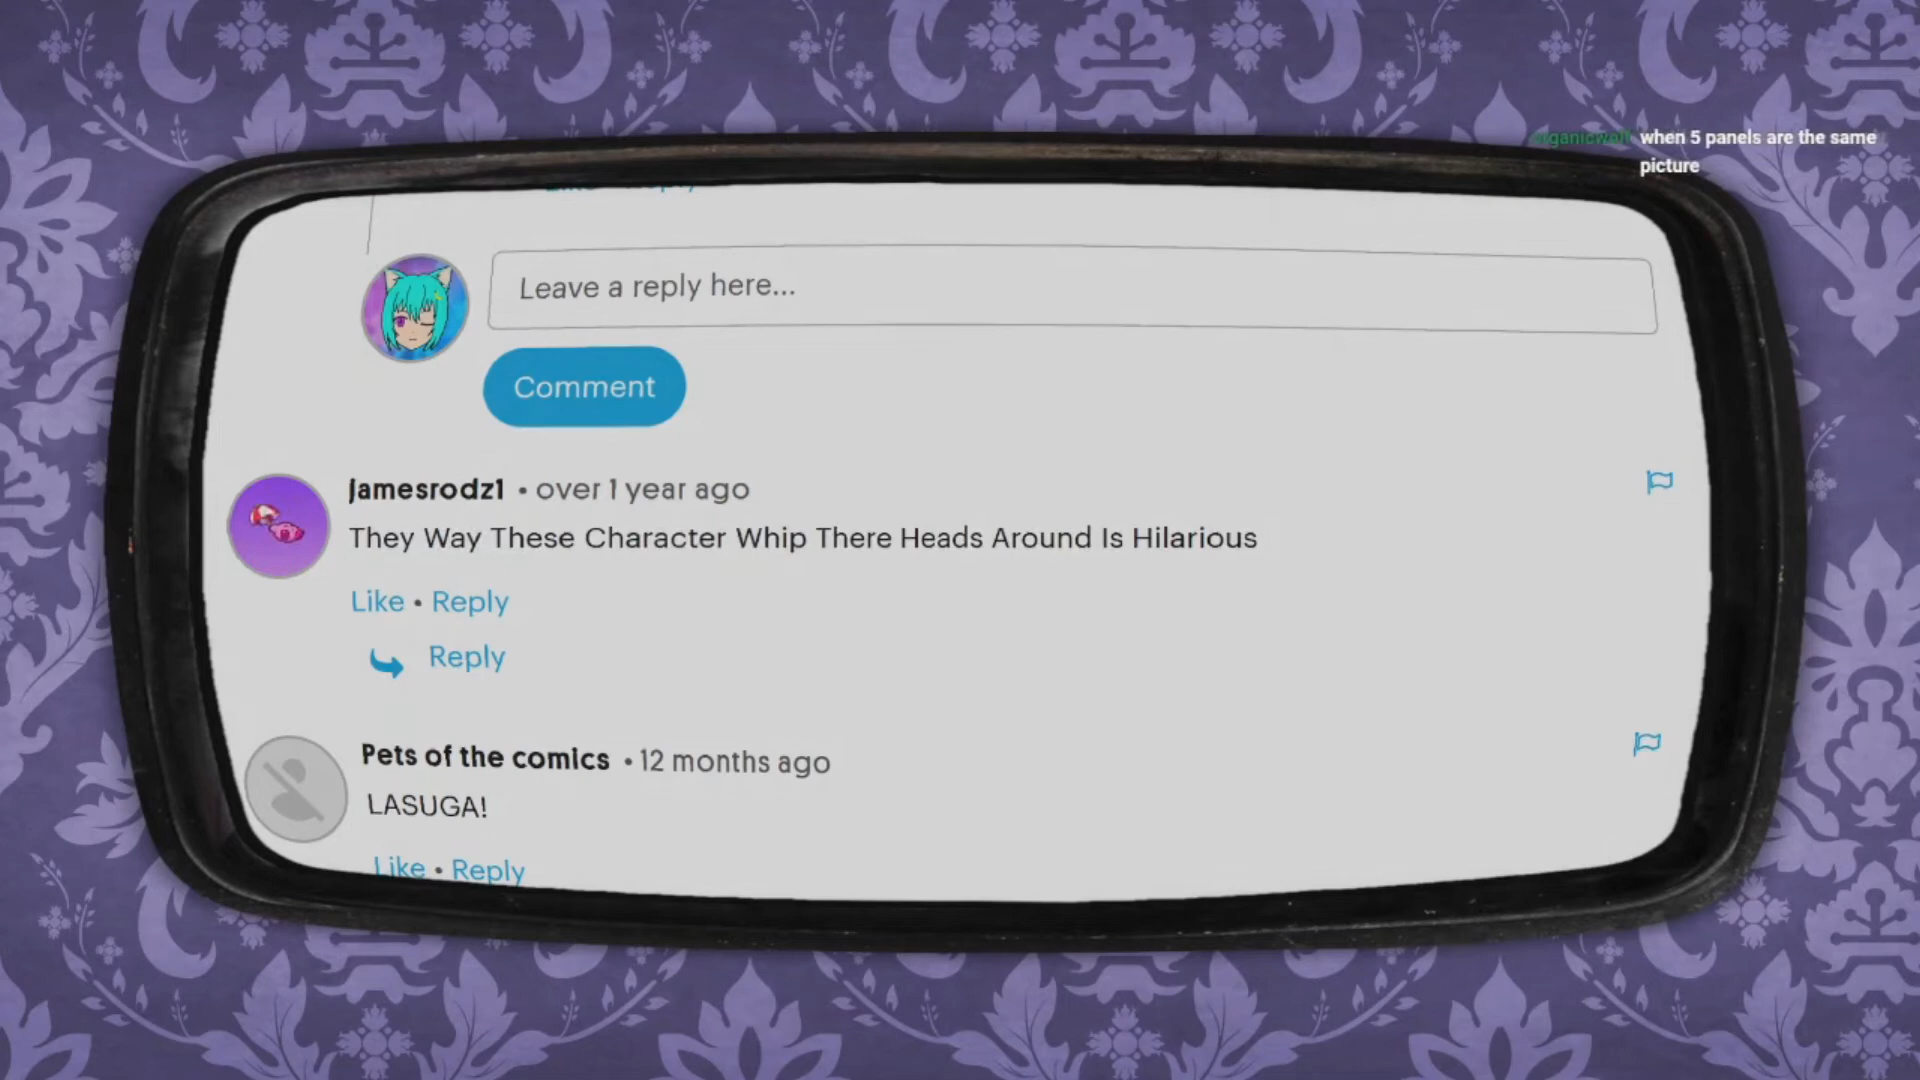 when 5 panels are the same
picture
Leave a reply here...
Comment
Jamesrodz1 • over 1 year ago
They Way These Character Whip There Heads Around Is Hilarious
Like • Reply
Reply
Pets of the comics • 12 months ago
LASUGA!
Like • Reply